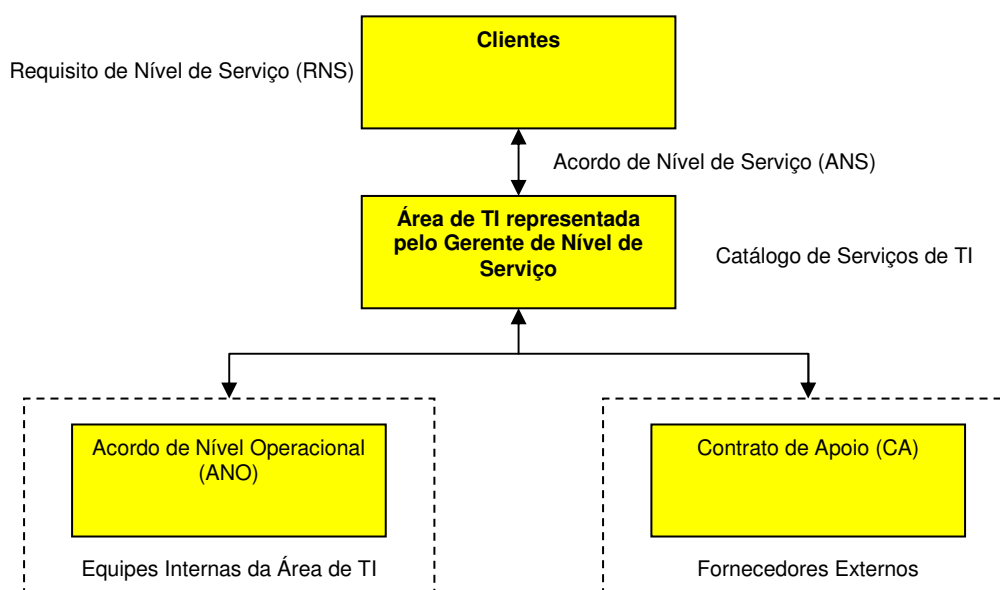 Clientes
Requisito de Nível de Serviço (RNS)
Acordo de Nível de Serviço (ANS)
Área de TI representada
pelo Gerente de Nível de
Serviço
Catálogo de Serviços de TI
Acordo de Nível Operacional
(ANO)
Contrato de Apoio (CA)
Equipes Internas da Área de TI
Fornecedores Externos